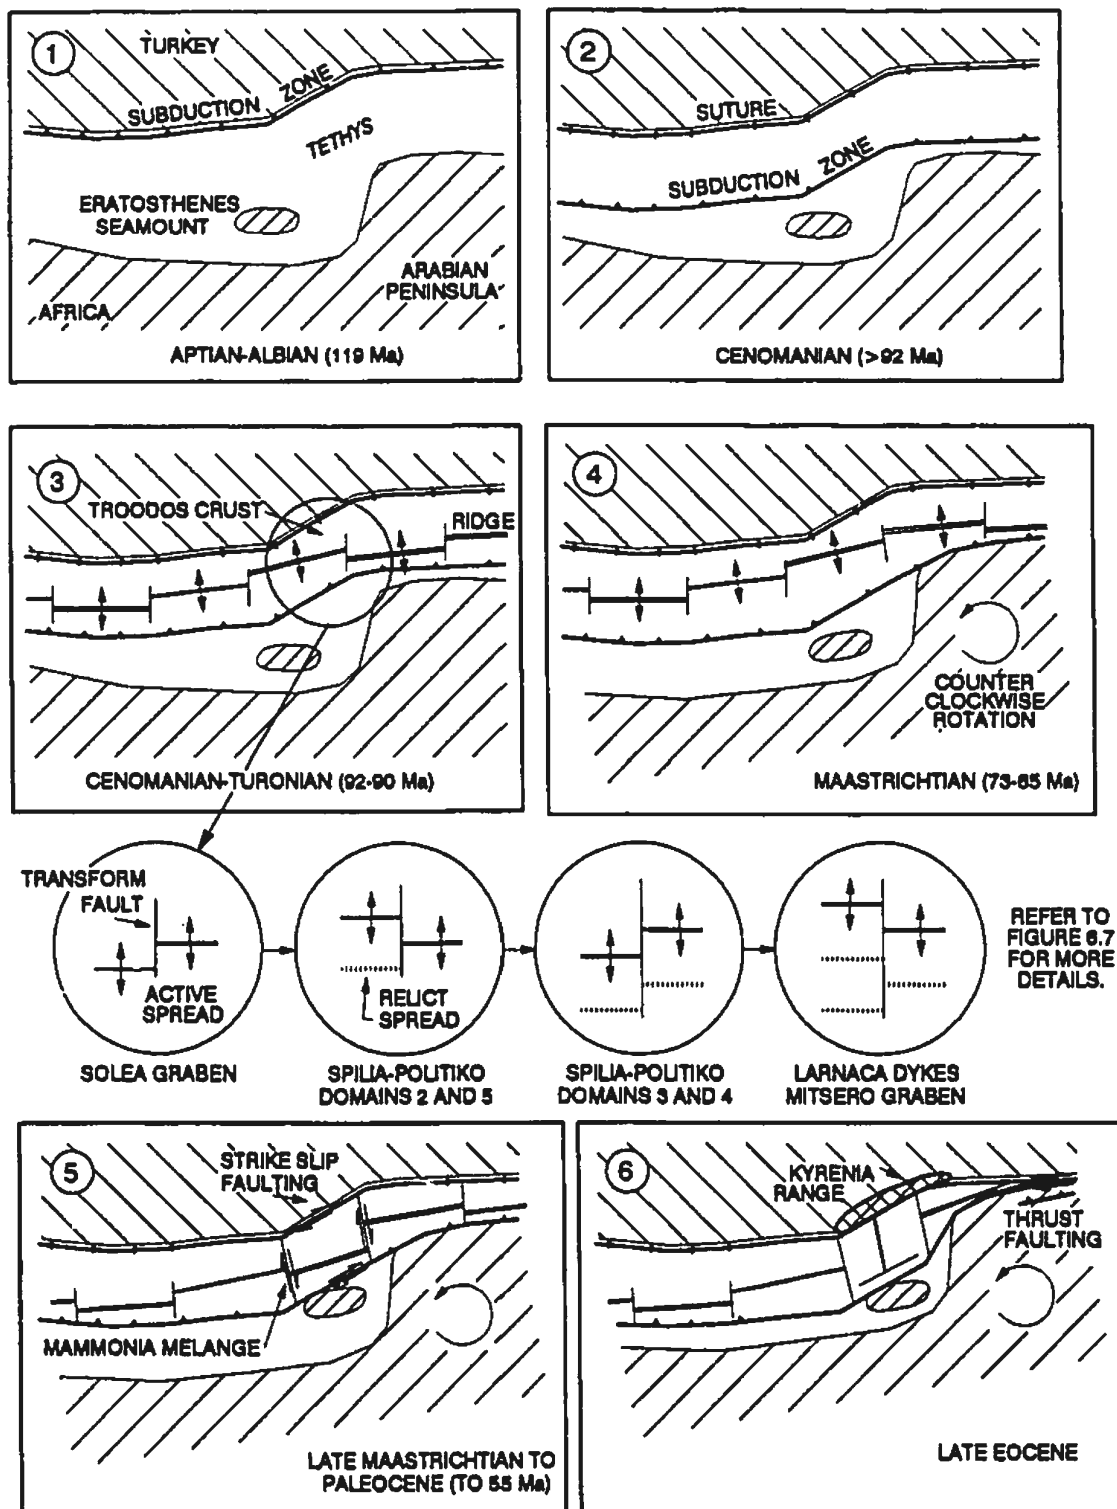 1
TURKEY
SUBDUCTION ZONE
TETHYS
ERATOSTHENES
SEAMOUNT
ARABIAN
PENINSULA
AFRICA
APTIAN-ALBIAN (119 Ma)
2
SUTURE
SUBDUCTION ZONE
CENOMANIAN (>92 Ma)
3
TROODOS CRUST
RIDGE
CENOMANIAN-TURONIAN (92-90 Ma)
4
COUNTER
CLOCKWISE
ROTATION
MAASTRICHTIAN (73-65 Ma)
TRANSFORM
FAULT
ACTIVE
SPREAD
SOLEA GRABEN
RELICT
SPREAD
SPILIA-POLITIKO
DOMAINS 2 AND 5
SPILIA-POLITIKO
DOMAINS 3 AND 4
LARNACA DYKES
MITSERO GRABEN
REFER TO
FIGURE 6.7
FOR MORE
DETAILS.
5
STRIKE SLIP
FAULTING
MAMMONIA MELANGE
LATE MAASTRICHTIAN TO
PALEOCENE (TO 55 Ma)
6
KYRENIA
RANGE
THRUST
FAULTING
LATE EOCENE